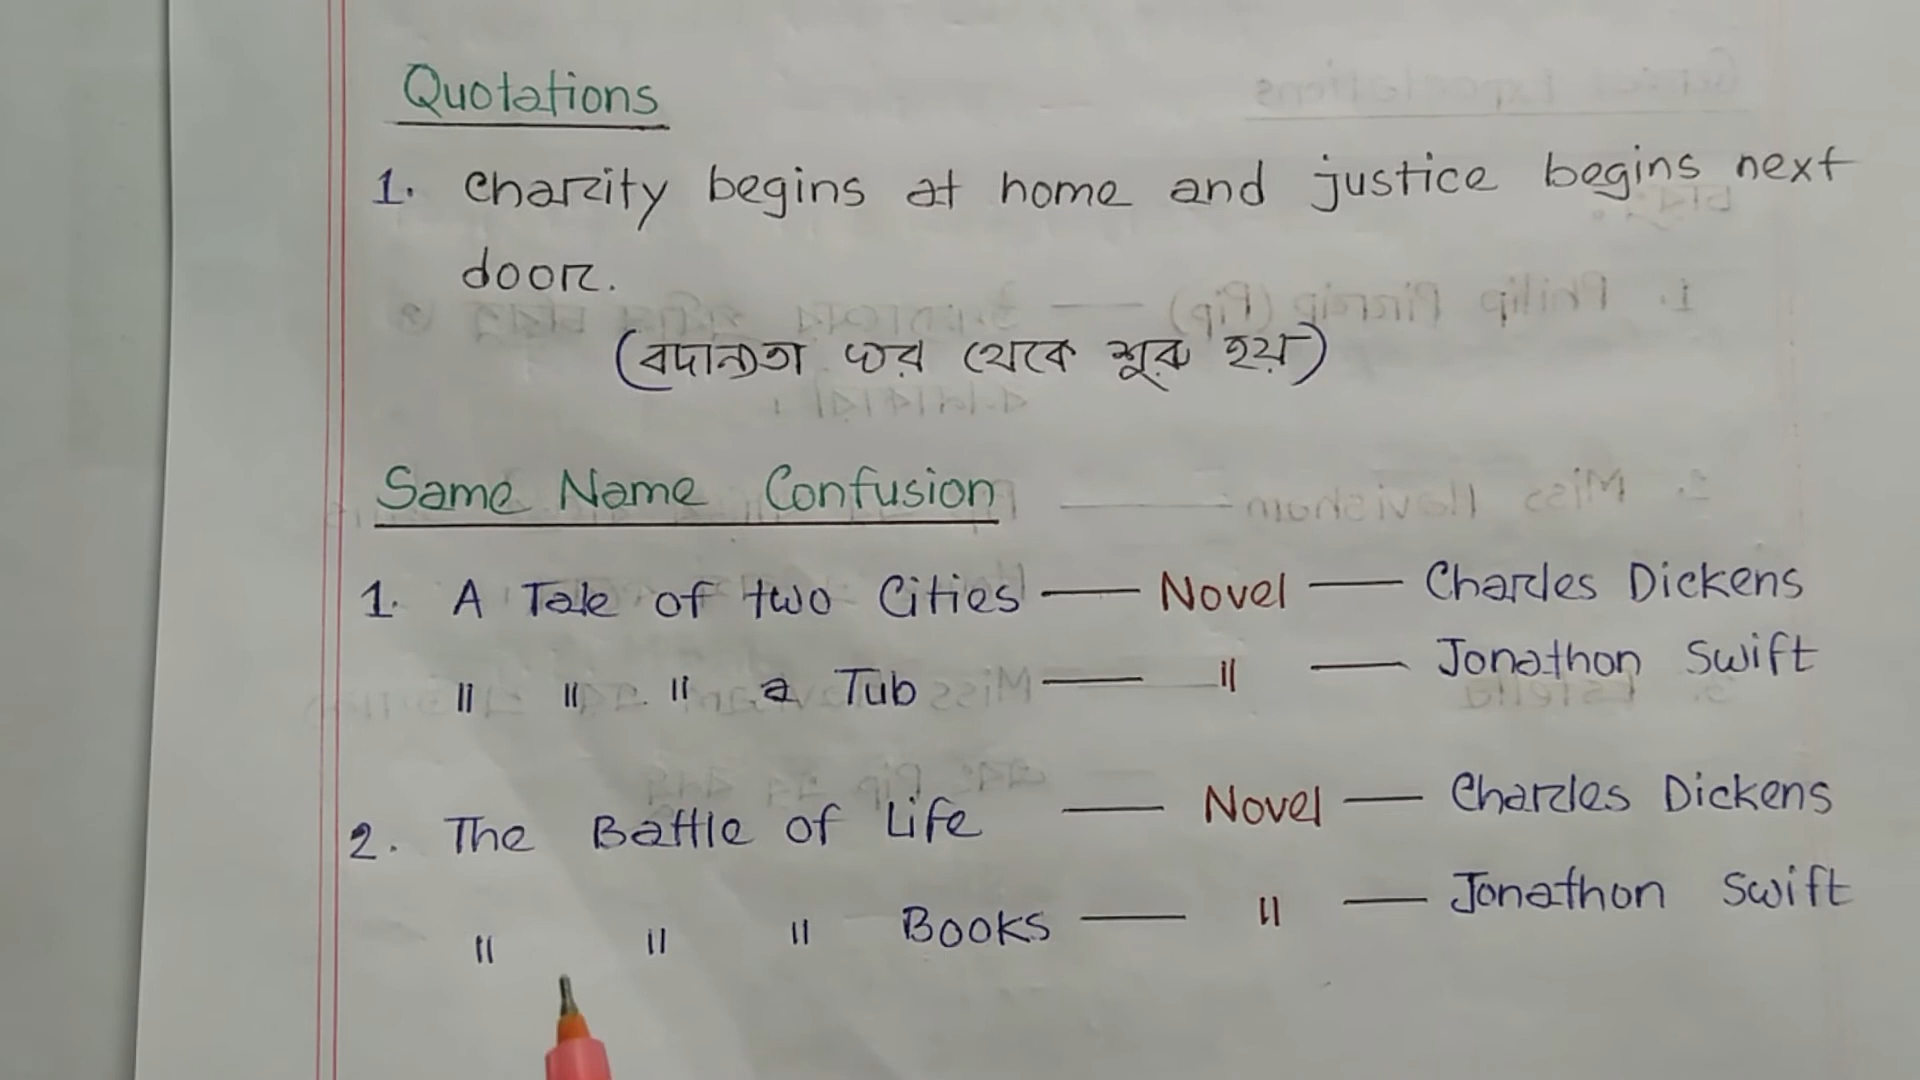 Quotations
1. Charity begins at home and justice begins next
door.
(বদান্যতা ঘর থেকে শুরু হয়)
Same Name Confusion
1. A Tale of two Cities — Novel — Charles Dickens
" " " a Tub — " — Jonathon Swift
2. The Battle of Life — Novel — Charles Dickens
" " " Books — " — Jonathon Swift